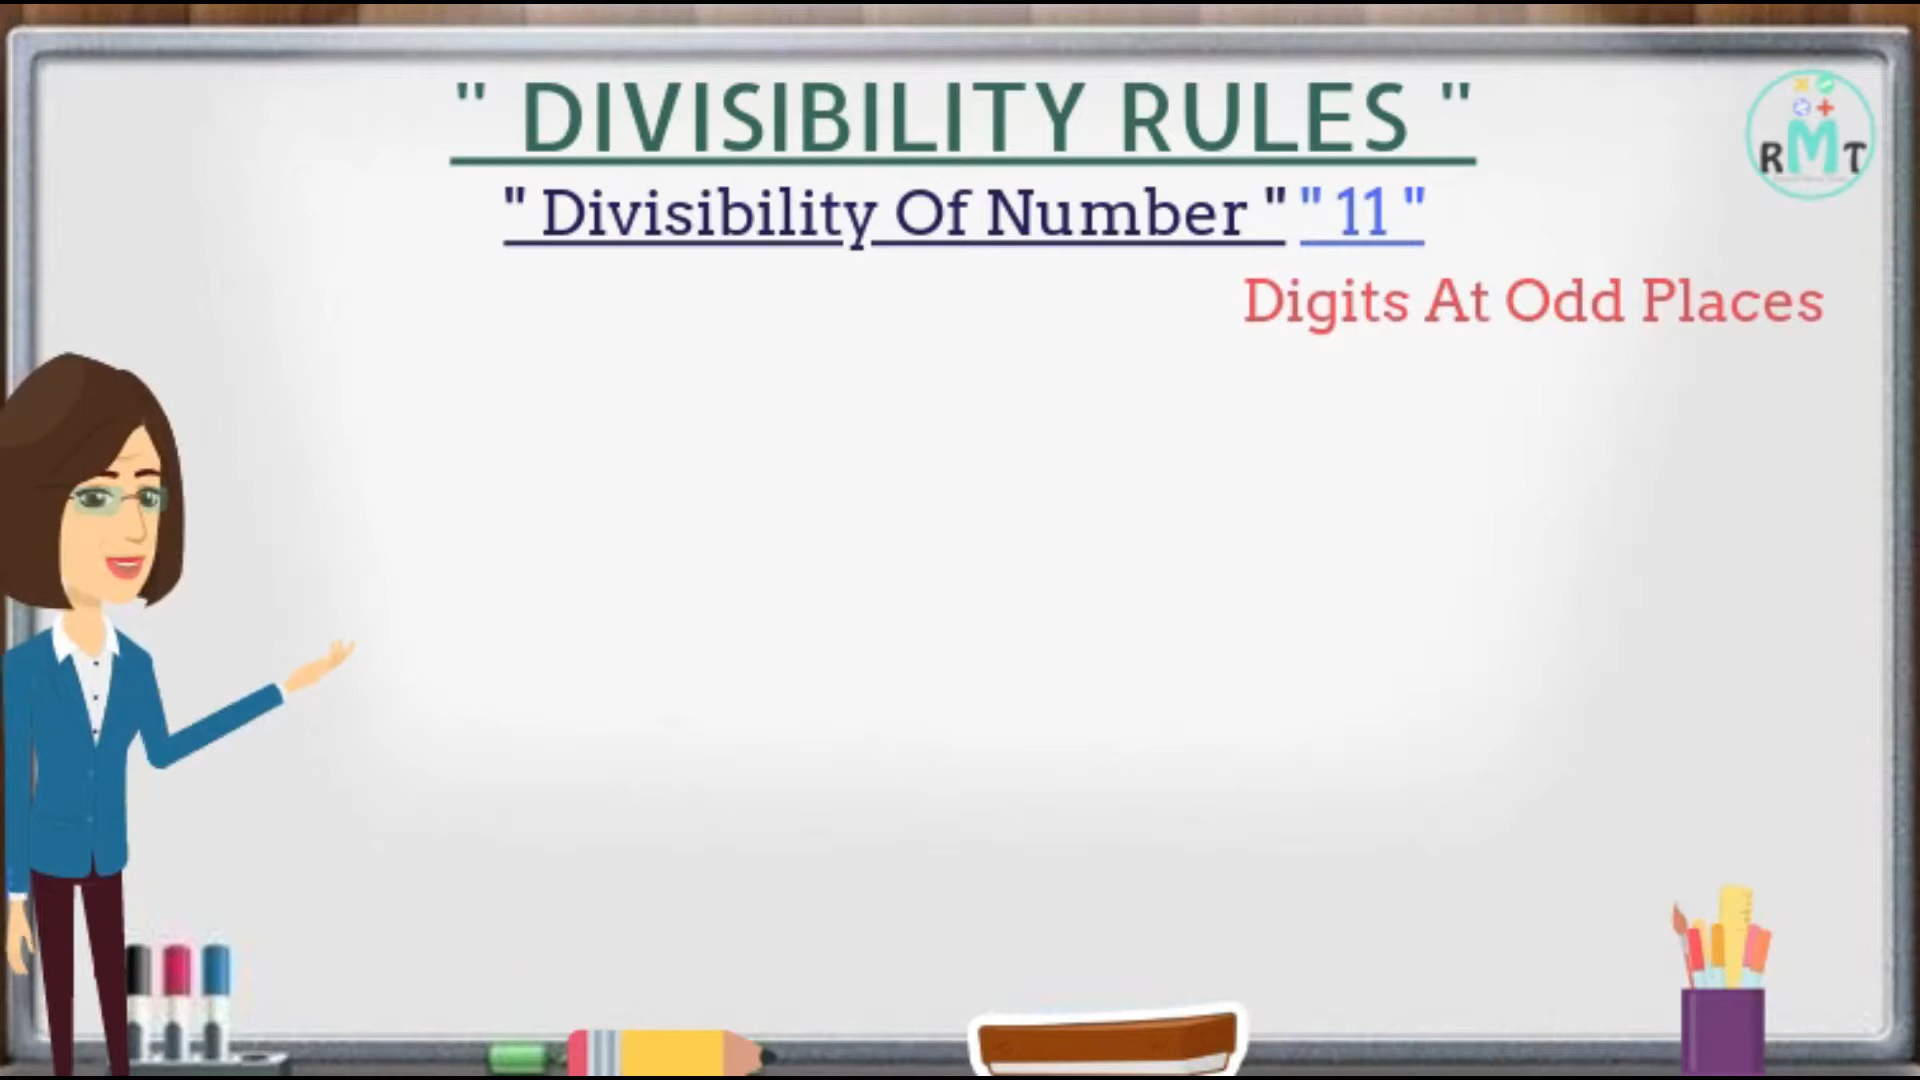 " DIVISIBILITY RULES "
RMT
" Divisibility Of Number " " 11 "
Digits At Odd Places